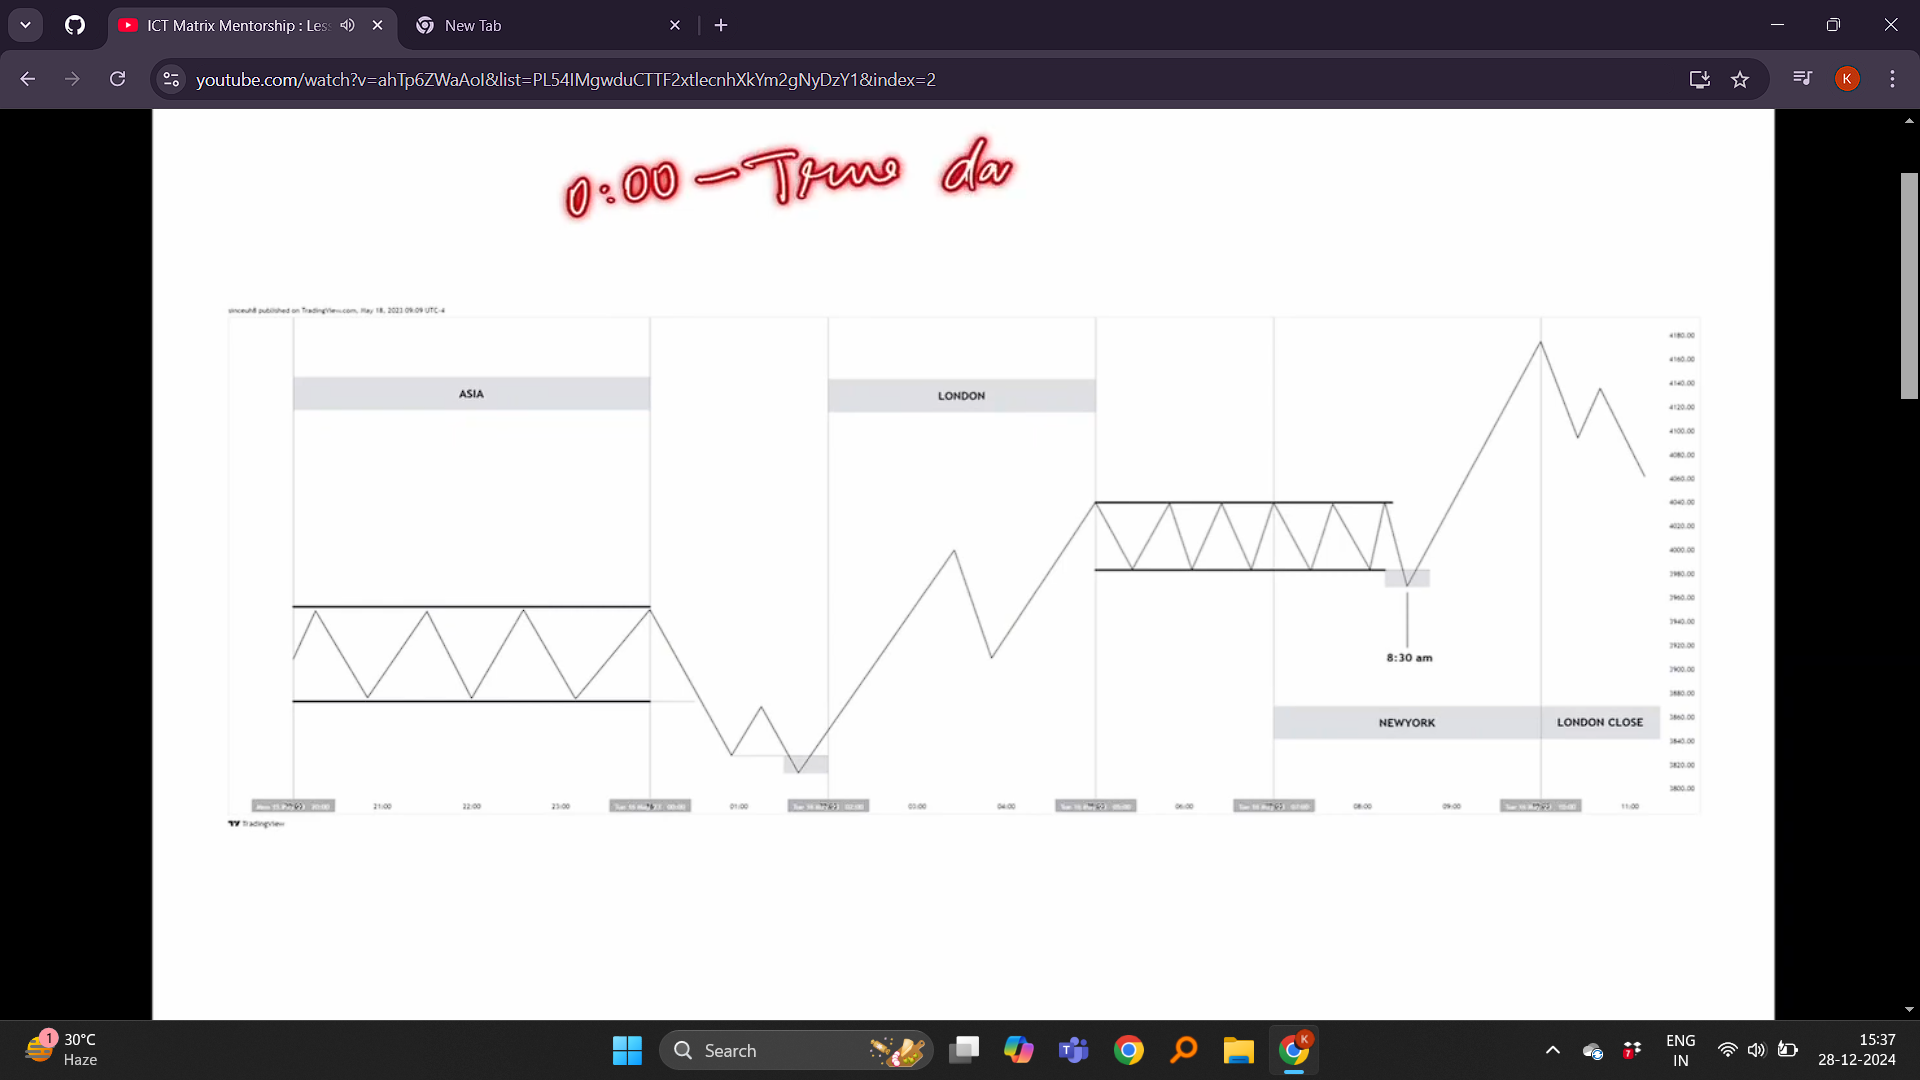 ICT Matrix Mentorship : Les
New Tab
youtube.com/watch?v=ahTp6ZWaAoI&list=PL54IMgwduCTTF2xtlecnhXkYm2gNyDzY1&index=2
K
0:00 - True da
sinceuh8 published on TradingView.com, May 18, 2023 09:09 UTC-4
ASIA
LONDON
4180.00
4160.00
4140.00
4120.00
4100.00
4080.00
4060.00
4040.00
4020.00
4000.00
3980.00
3960.00
3940.00
3920.00
3900.00
3880.00
3860.00
3840.00
3820.00
3800.00
8:30 am
NEWYORK
LONDON CLOSE
21:00
22:00
23:00
01:00
03:00
04:00
06:00
08:00
09:00
11:00
TradingView
1
30°C
Haze
Search
K
7
ENG
IN
15:37
28-12-2024